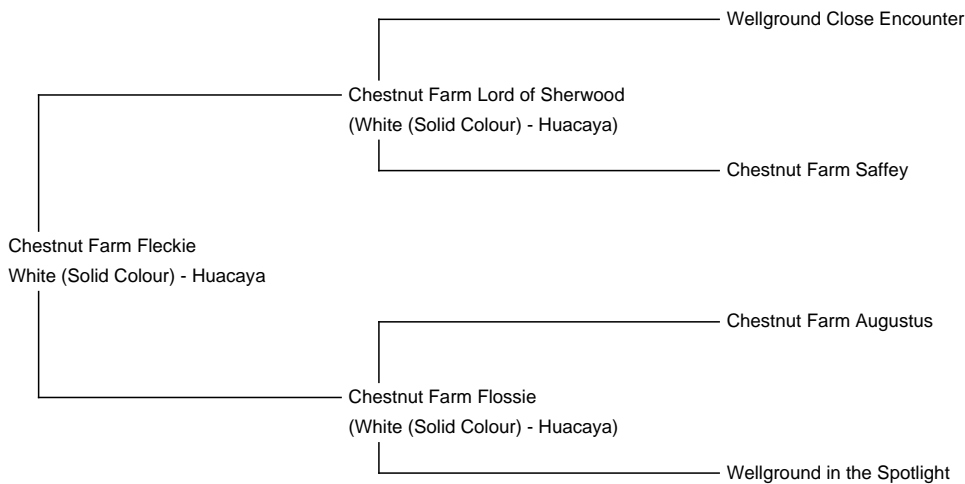 Wellground Close Encounter
Chestnut Farm Lord of Sherwood
(White (Solid Colour) - Huacaya)
Chestnut Farm Saffey
Chestnut Farm Fleckie
White (Solid Colour) - Huacaya
Chestnut Farm Augustus
Chestnut Farm Flossie
(White (Solid Colour) - Huacaya)
Wellground in the Spotlight